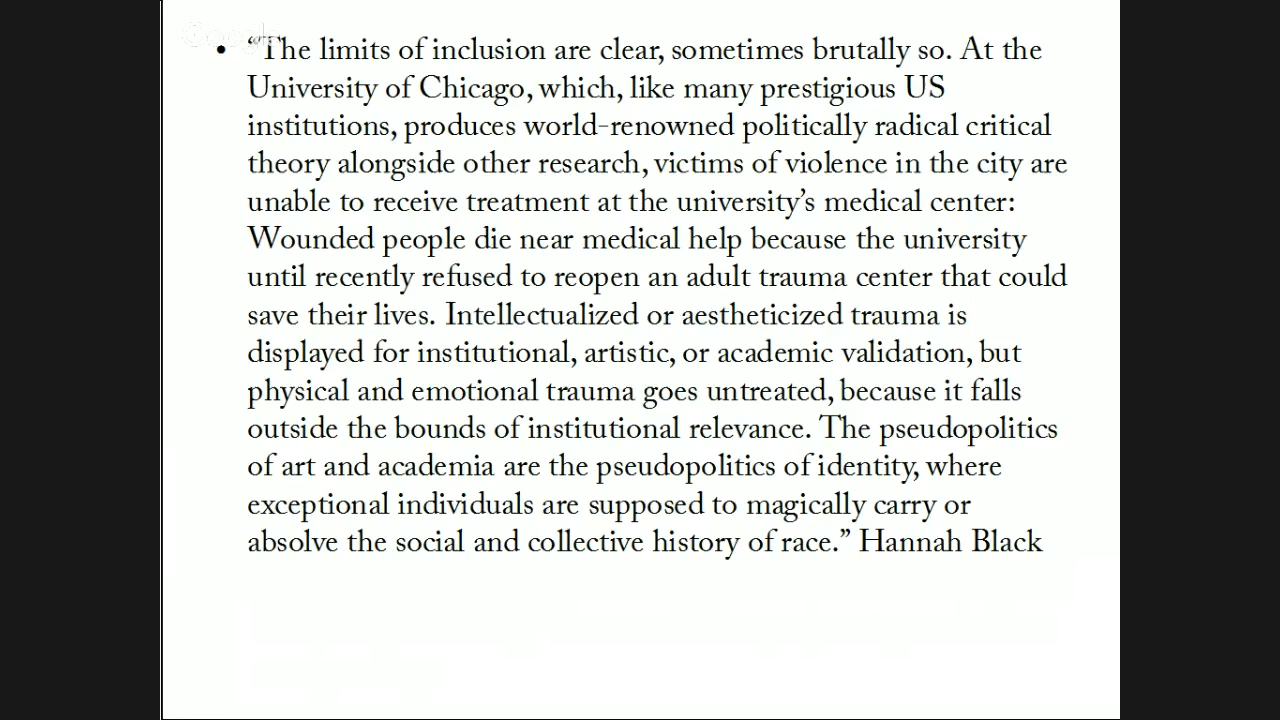 Google
• “The limits of inclusion are clear, sometimes brutally so. At the
University of Chicago, which, like many prestigious US
institutions, produces world-renowned politically radical critical
theory alongside other research, victims of violence in the city are
unable to receive treatment at the university’s medical center:
Wounded people die near medical help because the university
until recently refused to reopen an adult trauma center that could
save their lives. Intellectualized or aestheticized trauma is
displayed for institutional, artistic, or academic validation, but
physical and emotional trauma goes untreated, because it falls
outside the bounds of institutional relevance. The pseudopolitics
of art and academia are the pseudopolitics of identity, where
exceptional individuals are supposed to magically carry or
absolve the social and collective history of race.” Hannah Black